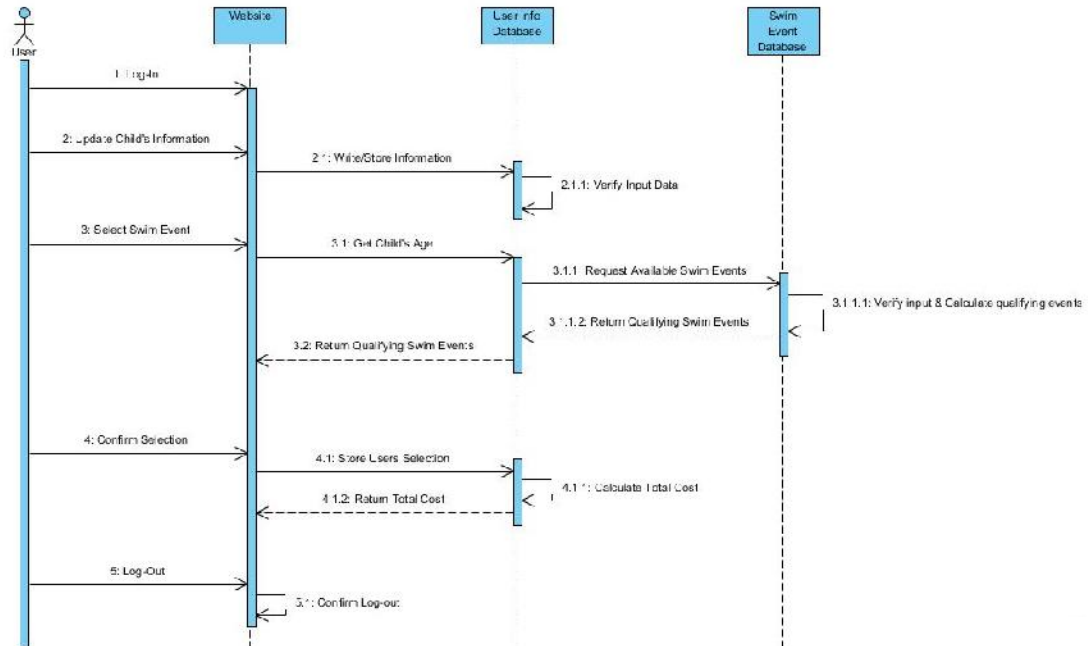 Website
User Info
Database
Swim
Event
Database
User
1: Log-In
2: Update Child's Information
2.1: Write/Store Information
2.1.1: Verify Input Data
3: Select Swim Event
3.1: Get Child's Age
3.1.1: Request Available Swim Events
3.1.1.1: Verify input & Calculate qualifying events
3.1.1.2: Return Qualifying Swim Events
3.2: Return Qualifying Swim Events
4: Confirm Selection
4.1: Store Users Selection
4.1.1: Calculate Total Cost
4.1.2: Return Total Cost
5: Log-Out
5.1: Confirm Log-out